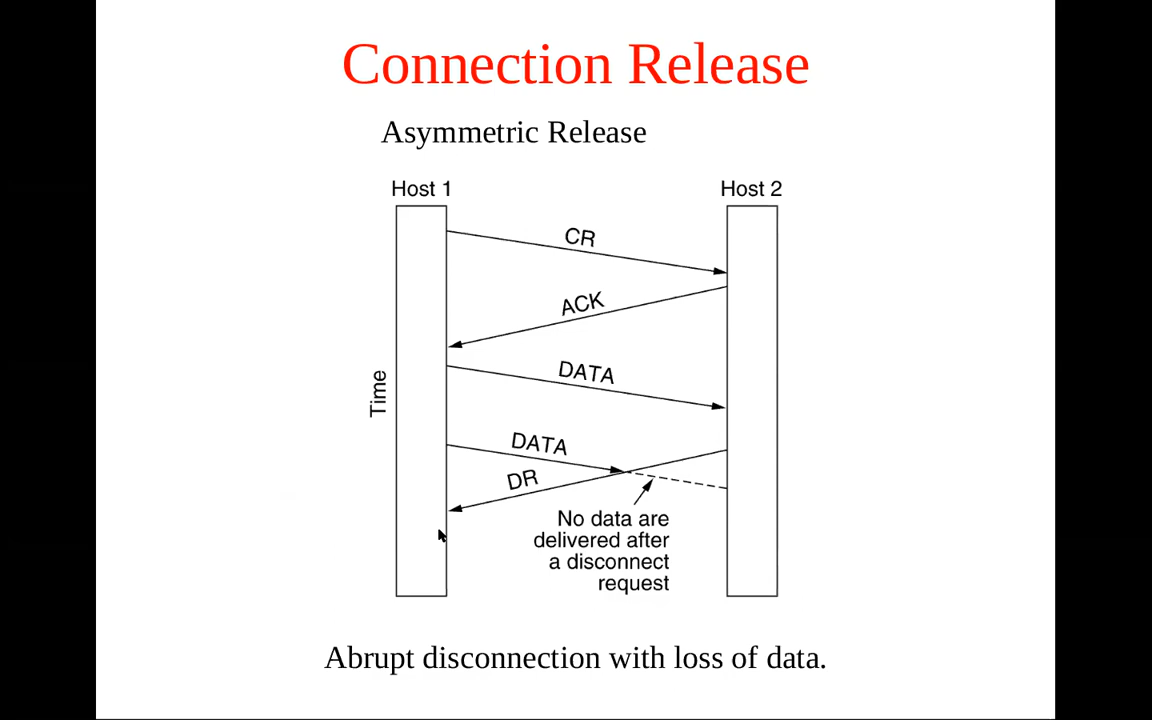 Connection Release
Asymmetric Release
Host 1
Host 2
CR
ACK
DATA
Time
DATA
DR
No data are
delivered after
a disconnect
request
Abrupt disconnection with loss of data.